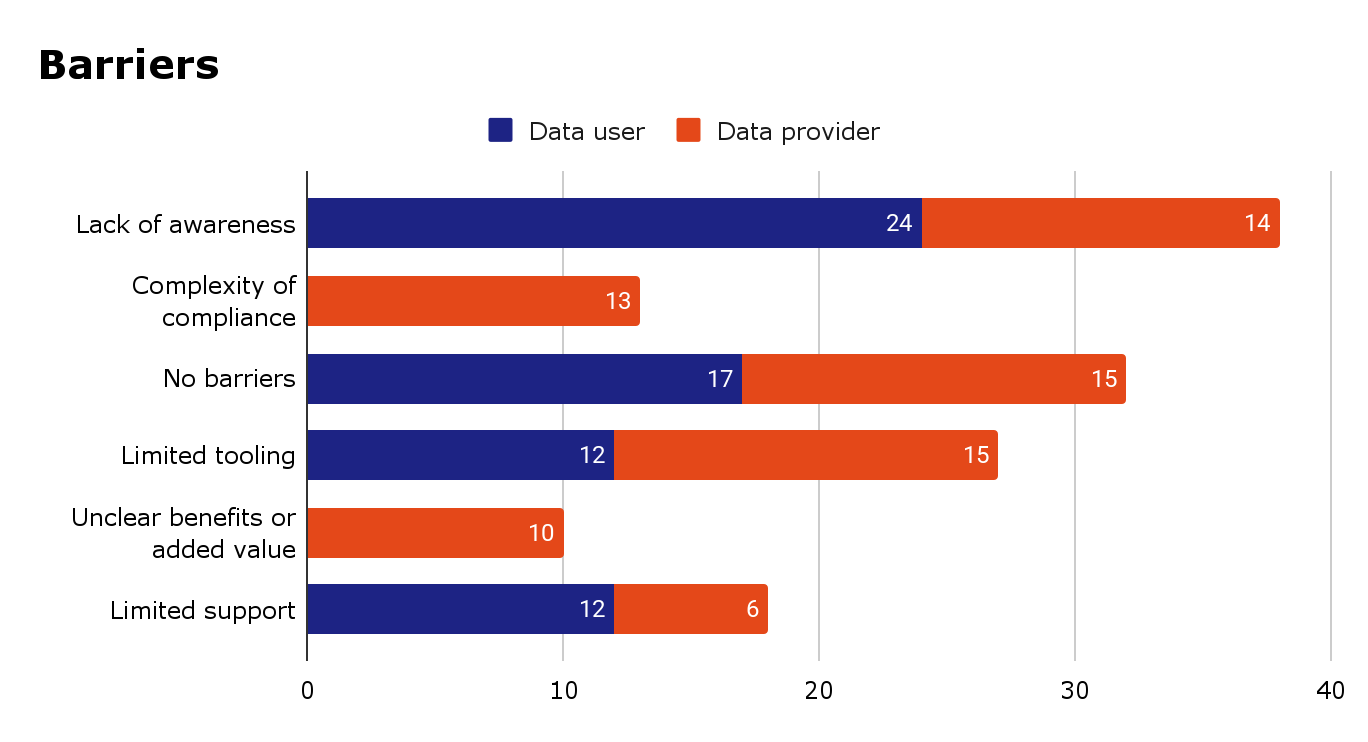 Barriers
Data user
Data provider
Lack of awareness
24
14
Complexity of
compliance
13
No barriers
17
15
Limited tooling
12
15
Unclear benefits or
added value
10
Limited support
12
6
0
10
20
30
40